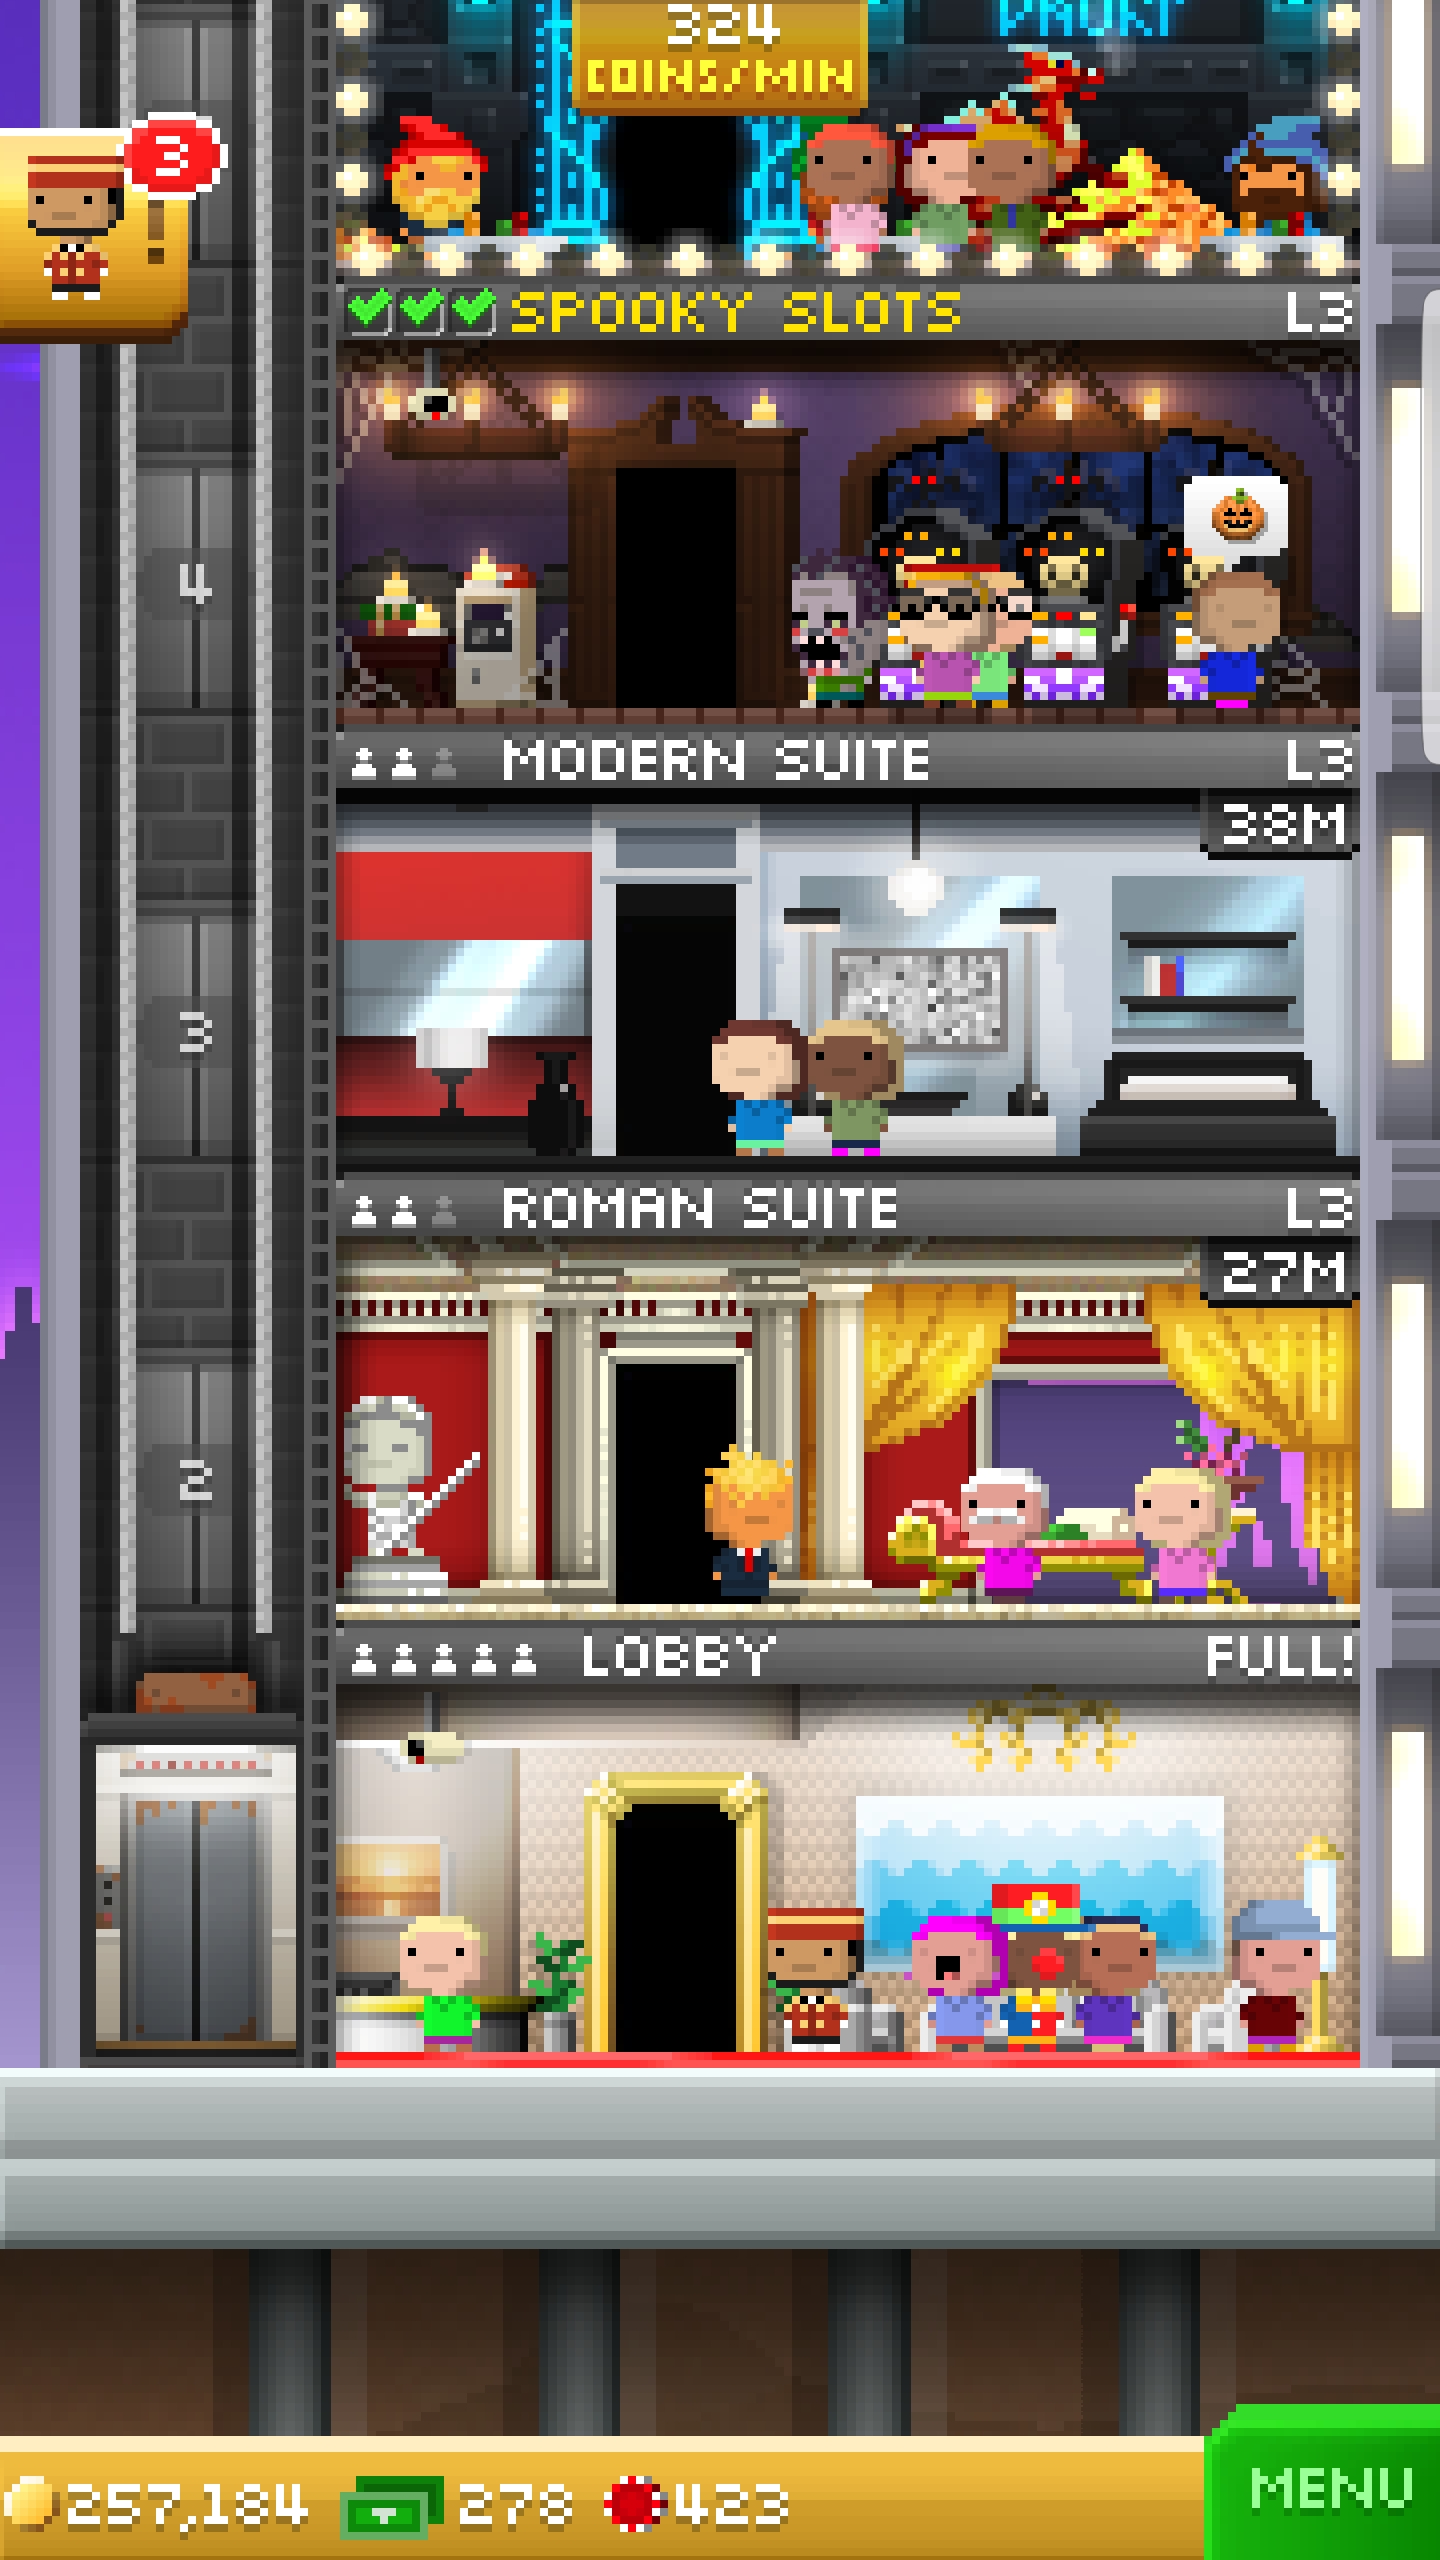 324
COINS/MIN
3
SPOOKY SLOTS L3
4
MODERN SUITE L3
38M
3
ROMAN SUITE L3
27M
2
LOBBY FULL!
257,184 278 423
MENU